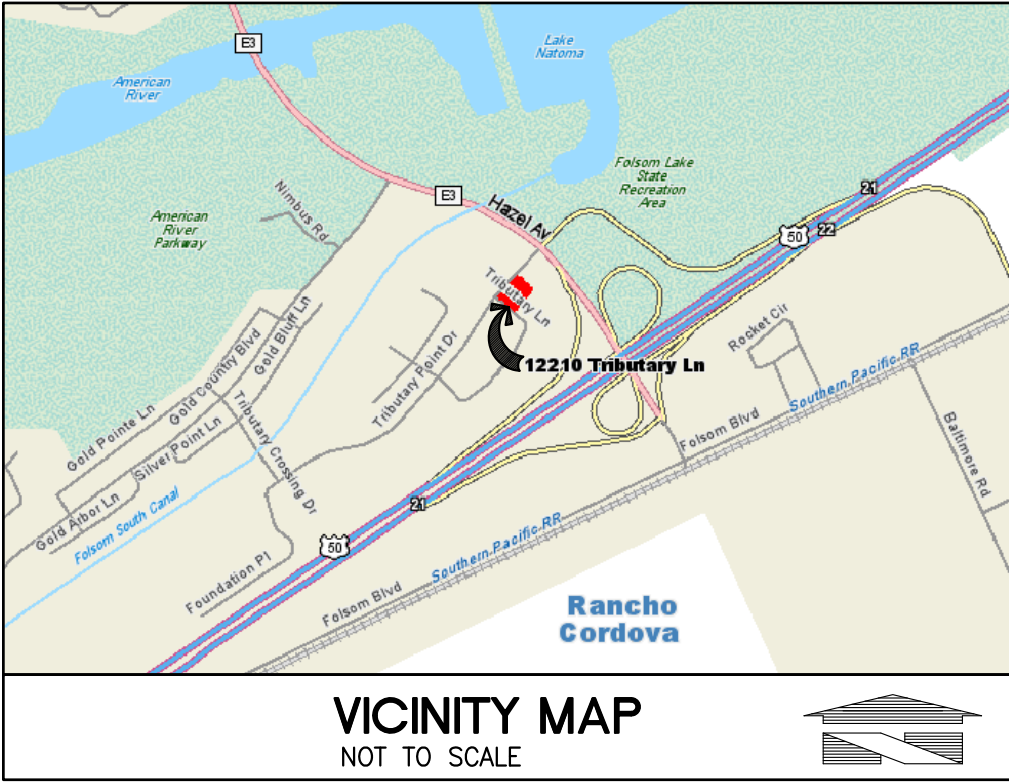 E3
Lake
Natoma
American
River
Folsom Lake
State
Recreation
Area
21
E3
Nimbus Rd
Hazel Av
American
River
Parkway
50
22
Tributary Ln
Rocket Cir
Gold Bluff Ln
Gold Country Blvd
Tributary Point Dr
12210 Tributary Ln
Southern Pacific RR
Gold Pointe Ln
Silver Point Ln
Tributary Crossing Dr
Folsom Blvd
Baltimore Rd
Gold Arbor Ln
Folsom South Canal
21
50
Southern Pacific RR
Foundation Pl
Folsom Blvd
Rancho
Cordova
VICINITY MAP
NOT TO SCALE